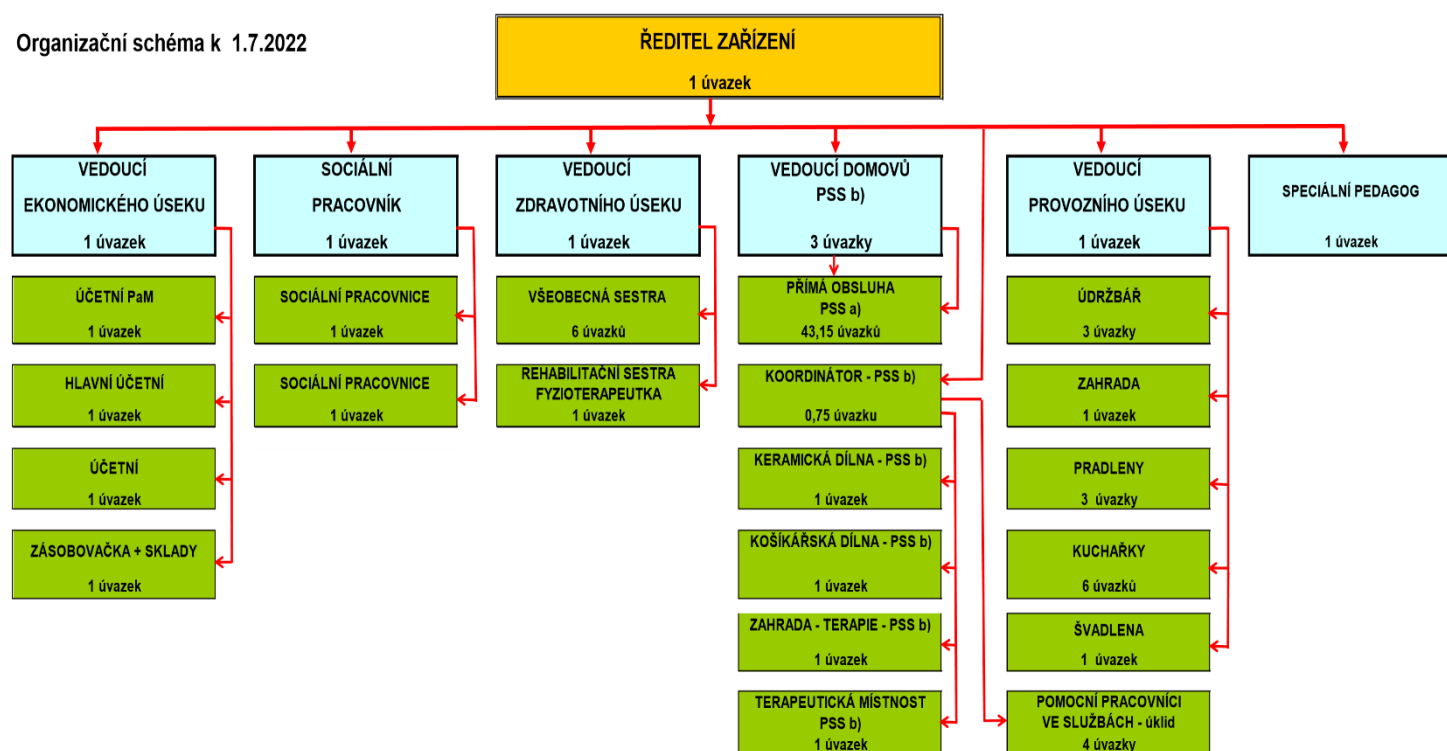 Organizační schéma k 1.7.2022
ŘEDITEL ZAŘÍZENÍ
1 úvazek
VEDOUCÍ
EKONOMICKÉHO ÚSEKU
1 úvazek
SOCIÁLNÍ
PRACOVNÍK
1 úvazek
VEDOUCÍ
ZDRAVOTNÍHO ÚSEKU
1 úvazek
VEDOUCÍ DOMOVŮ
PSS b)
3 úvazky
VEDOUCÍ
PROVOZNÍHO ÚSEKU
1 úvazek
SPECIÁLNÍ PEDAGOG
1 úvazek
ÚČETNÍ PaM
1 úvazek
SOCIÁLNÍ PRACOVNICE
1 úvazek
VŠEOBECNÁ SESTRA
6 úvazků
PŘÍMÁ OBSLUHA
PSS a)
43,15 úvazků
ÚDRŽBÁŘ
3 úvazky
HLAVNÍ ÚČETNÍ
1 úvazek
SOCIÁLNÍ PRACOVNICE
1 úvazek
REHABILITAČNÍ SESTRA
FYZIOTERAPEUTKA
1 úvazek
KOORDINÁTOR - PSS b)
0,75 úvazku
ZAHRADA
1 úvazek
ÚČETNÍ
1 úvazek
KERAMICKÁ DÍLNA - PSS b)
1 úvazek
PRADLENY
3 úvazky
ZÁSOBOVAČKA + SKLADY
1 úvazek
KOŠÍKÁŘSKÁ DÍLNA - PSS b)
1 úvazek
KUCHAŘKY
6 úvazků
ZAHRADA - TERAPIE - PSS b)
1 úvazek
ŠVADLENA
1 úvazek
TERAPEUTICKÁ MÍSTNOST
PSS b)
1 úvazek
POMOCNÍ PRACOVNÍCI
VE SLUŽBÁCH - úklid
4 úvazky